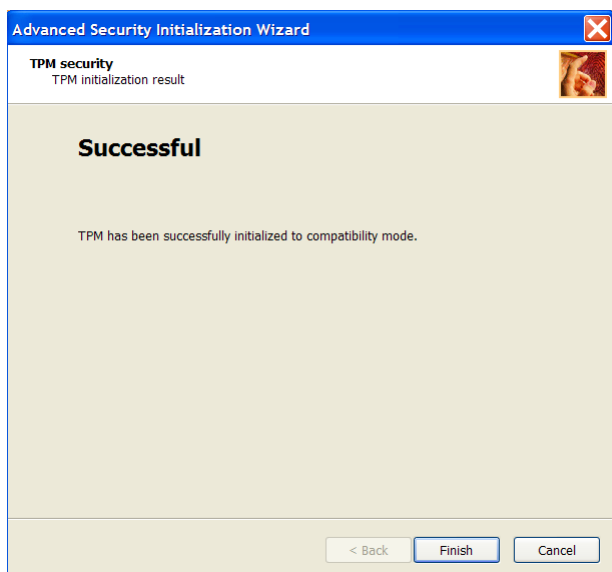 Advanced Security Initialization Wizard
TPM security
TPM initialization result
Successful
TPM has been successfully initialized to compatibility mode.
< Back Finish Cancel